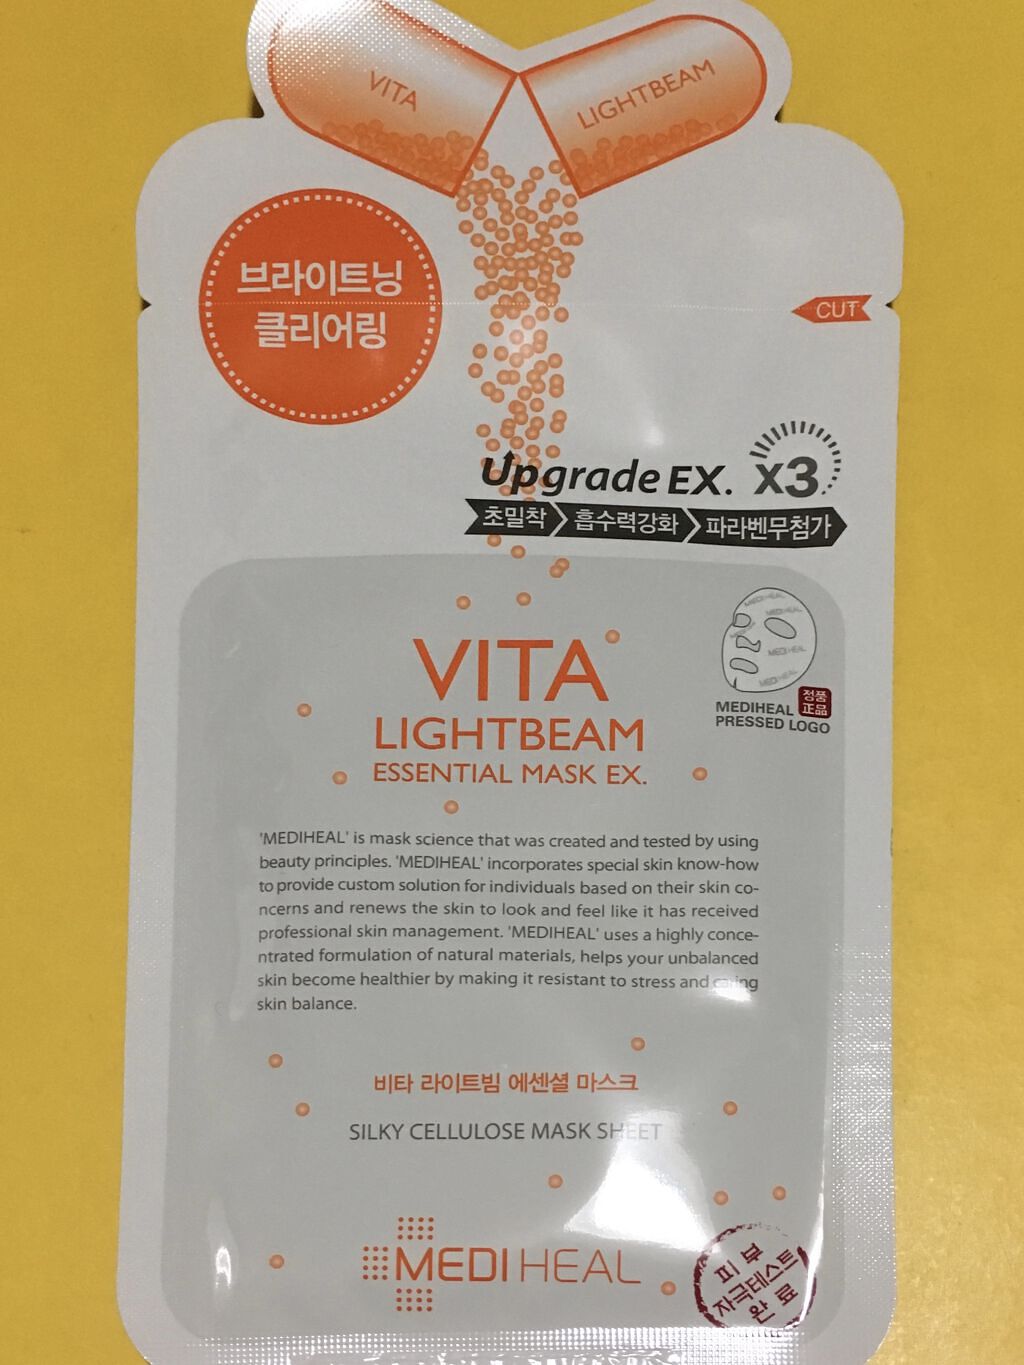 VITA
LIGHTBEAM
브라이트닝
클리어링
CUT
Upgrade EX. x3
초밀착 흡수력강화 파라벤무첨가
MEDIHEAL
MEDIHEAL
MEDIHEAL
MEDIHEAL
MEDIHEAL 정품
正品
PRESSED LOGO
VITA
LIGHTBEAM
ESSENTIAL MASK EX.
'MEDIHEAL' is mask science that was created and tested by using
beauty principles. 'MEDIHEAL' incorporates special skin know-how
to provide custom solution for individuals based on their skin co-
ncerns and renews the skin to look and feel like it has received
professional skin management. 'MEDIHEAL' uses a highly conce-
ntrated formulation of natural materials, helps your unbalanced
skin become healthier by making it resistant to stress and caring
skin balance.
비타 라이트빔 에센셜 마스크
SILKY CELLULOSE MASK SHEET
MEDIHEAL
피부
자극테스트
완료